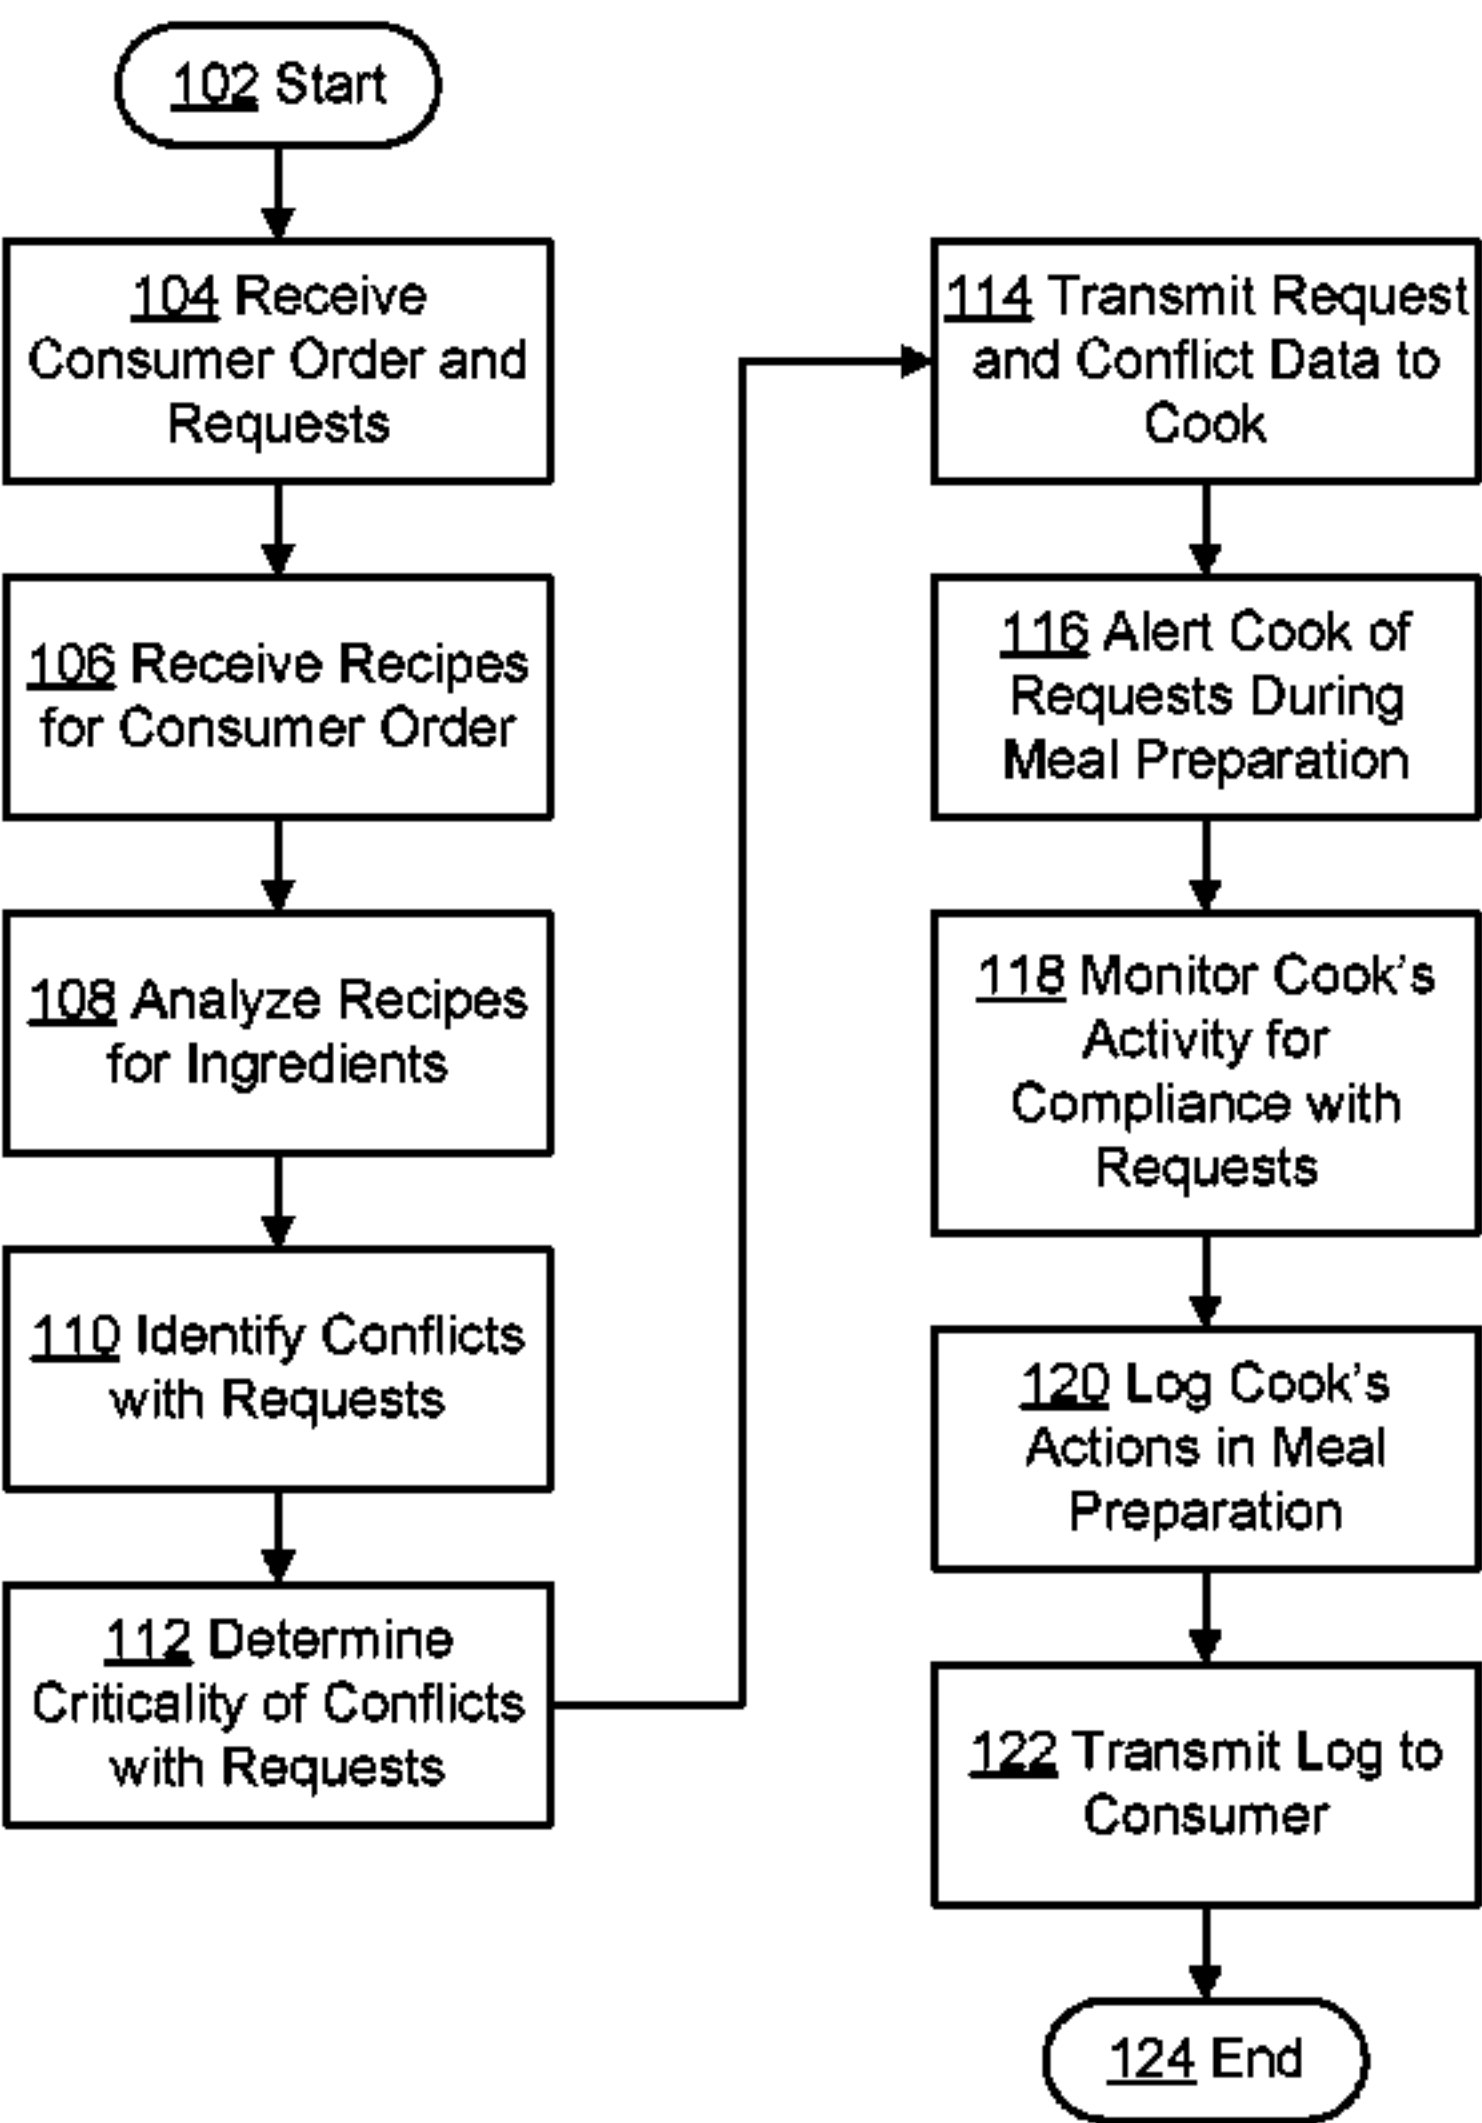 102 Start
104 Receive
Consumer Order and
Requests
106 Receive Recipes
for Consumer Order
108 Analyze Recipes
for Ingredients
110 Identify Conflicts
with Requests
112 Determine
Criticality of Conflicts
with Requests
114 Transmit Request
and Conflict Data to
Cook
116 Alert Cook of
Requests During
Meal Preparation
118 Monitor Cook's
Activity for
Compliance with
Requests
120 Log Cook's
Actions in Meal
Preparation
122 Transmit Log to
Consumer
124 End